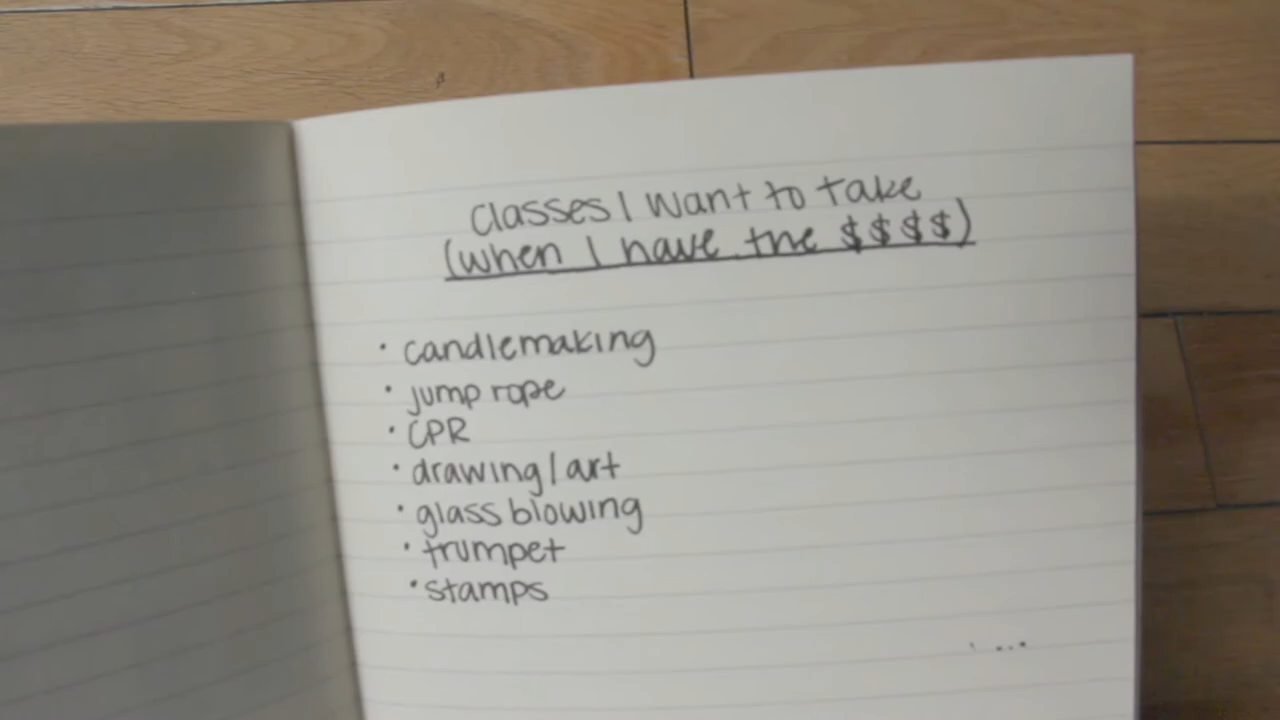 Classes I want to take
(when I have the $$$$)
• candlemaking
• jump rope
• CPR
• drawing/art
• glass blowing
• trumpet
• stamps
...